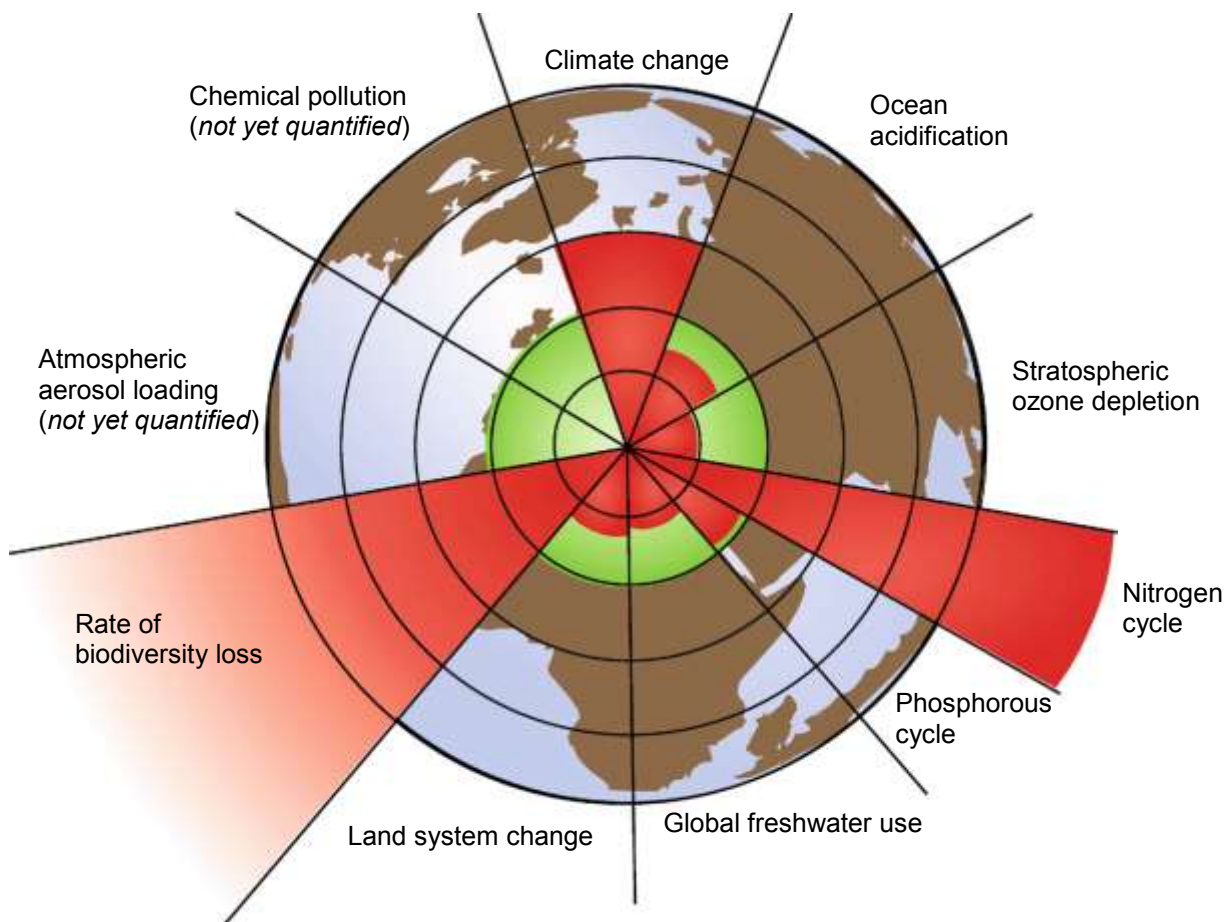 Climate change
Chemical pollution
(not yet quantified)
Ocean
acidification
Atmospheric
aerosol loading
(not yet quantified)
Stratospheric
ozone depletion
Rate of
biodiversity loss
Nitrogen
cycle
Phosphorous
cycle
Land system change
Global freshwater use